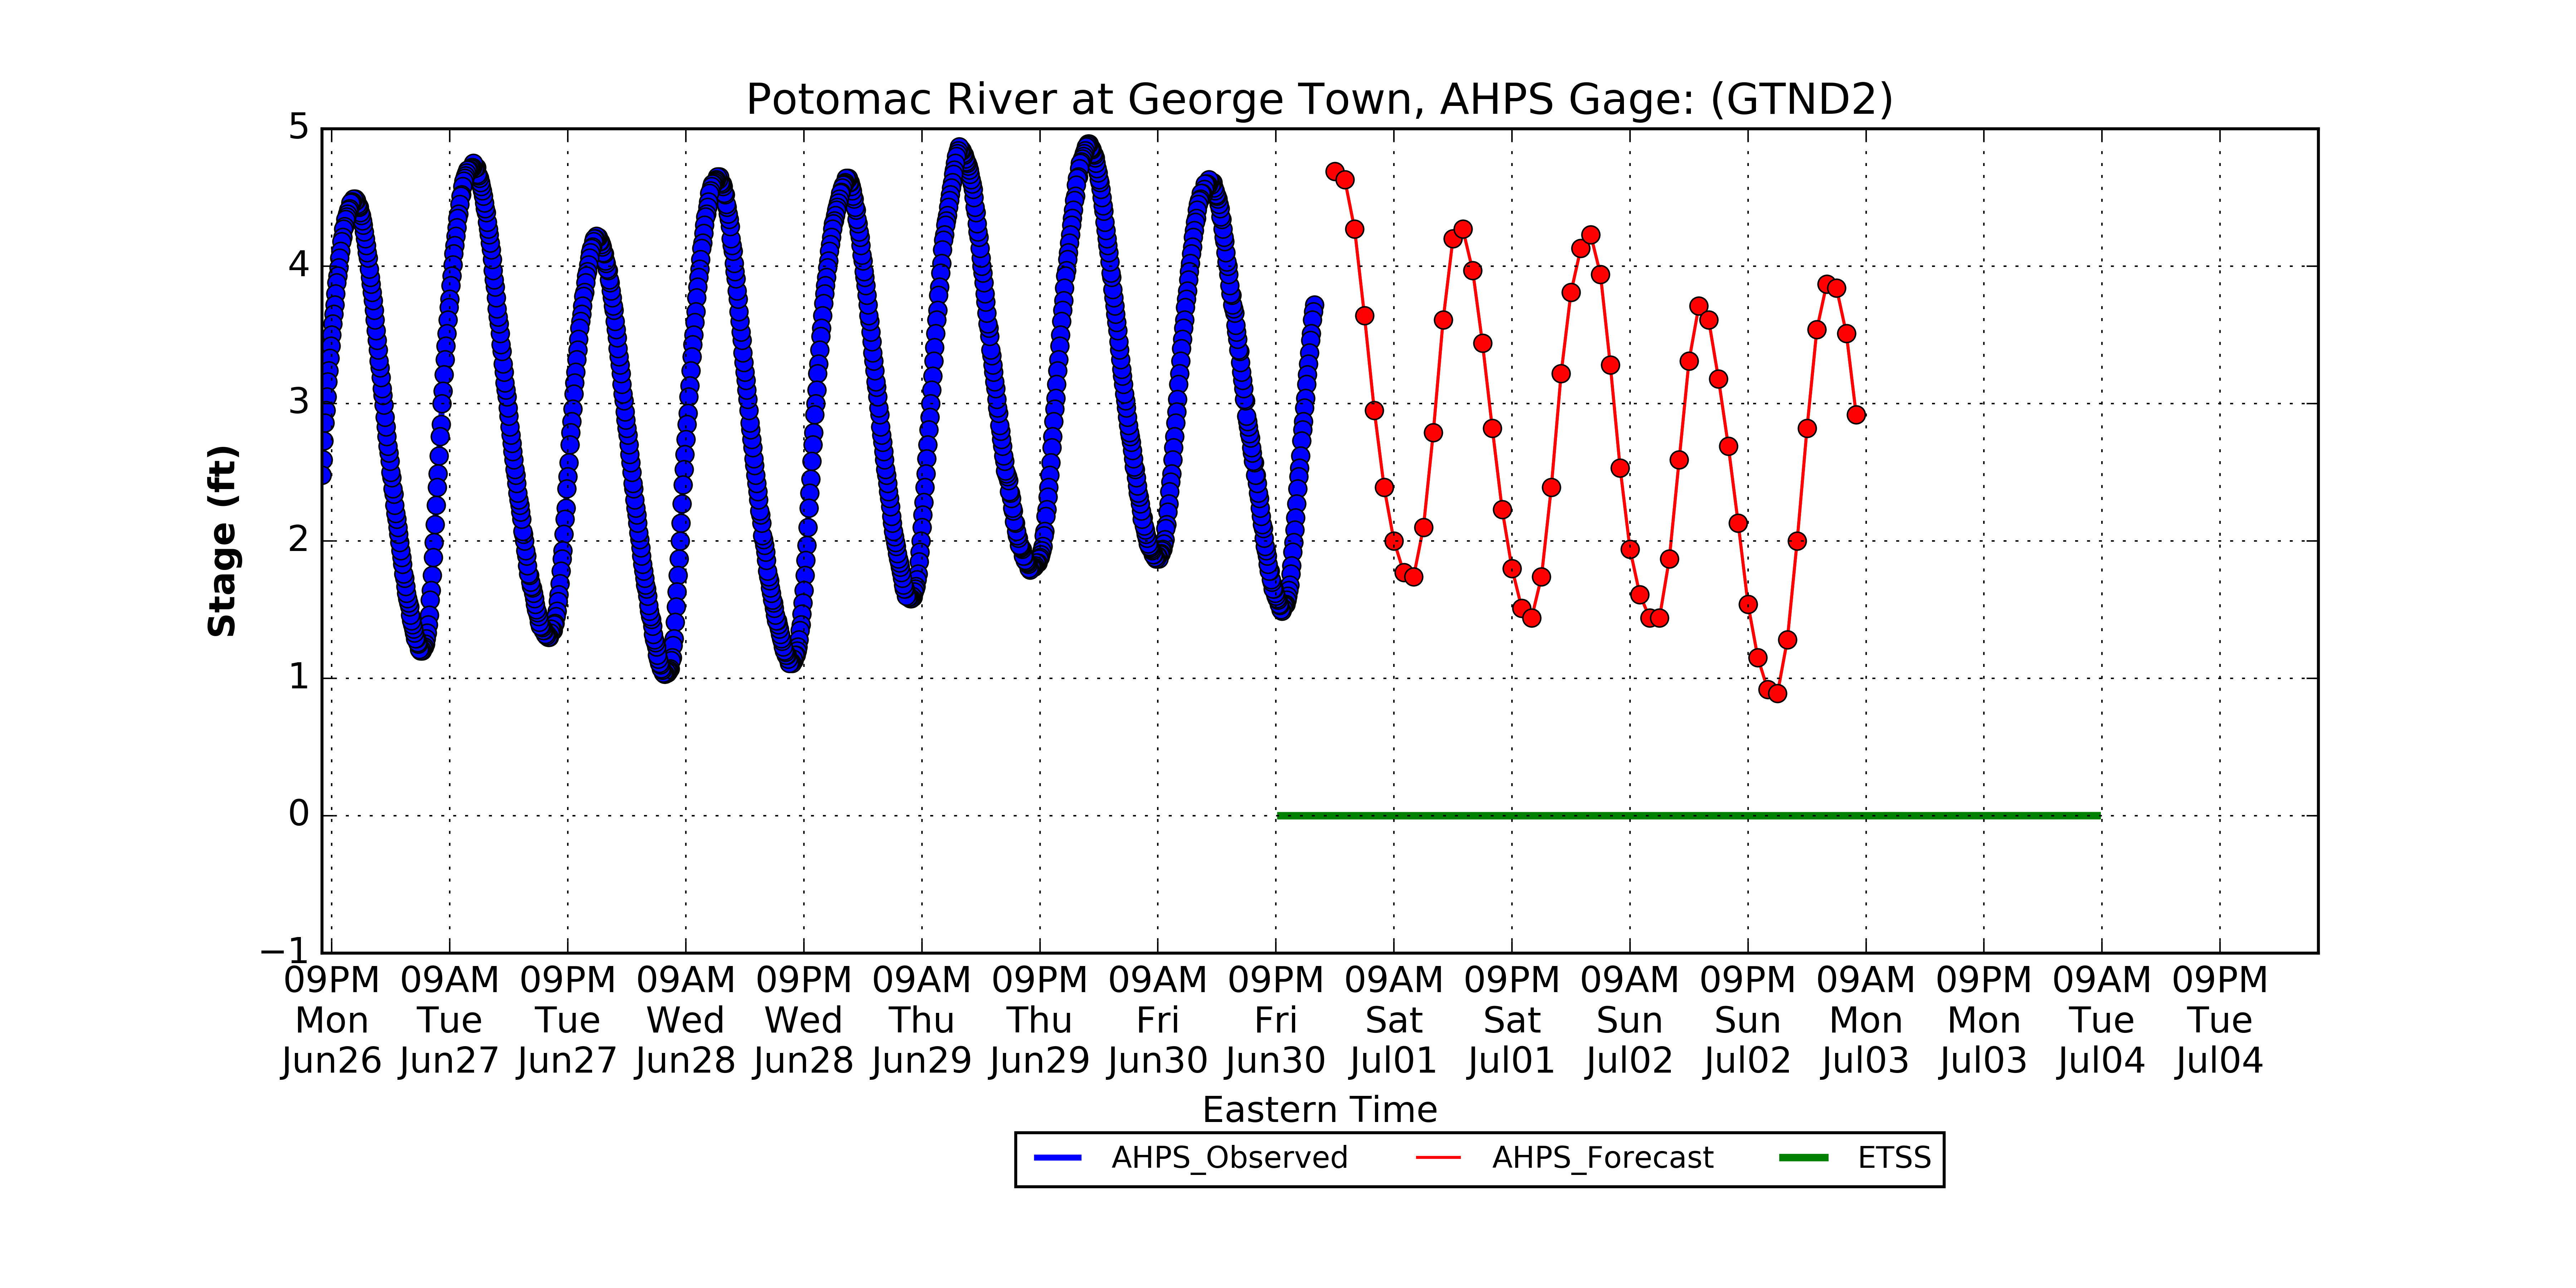 Potomac River at George Town, AHPS Gage: (GTND2)
5
4
3
2
1
0
−1
Stage (ft)
09PM 09AM 09PM 09AM 09PM 09AM 09PM 09AM 09PM 09AM 09PM 09AM 09PM 09AM 09PM 09AM 09PM
Mon Tue Tue Wed Wed Thu Thu Fri Fri Sat Sat Sun Sun Mon Mon Tue Tue
Jun26 Jun27 Jun27 Jun28 Jun28 Jun29 Jun29 Jun30 Jun30 Jul01 Jul01 Jul02 Jul02 Jul03 Jul03 Jul04 Jul04
Eastern Time
AHPS_Observed AHPS_Forecast ETSS